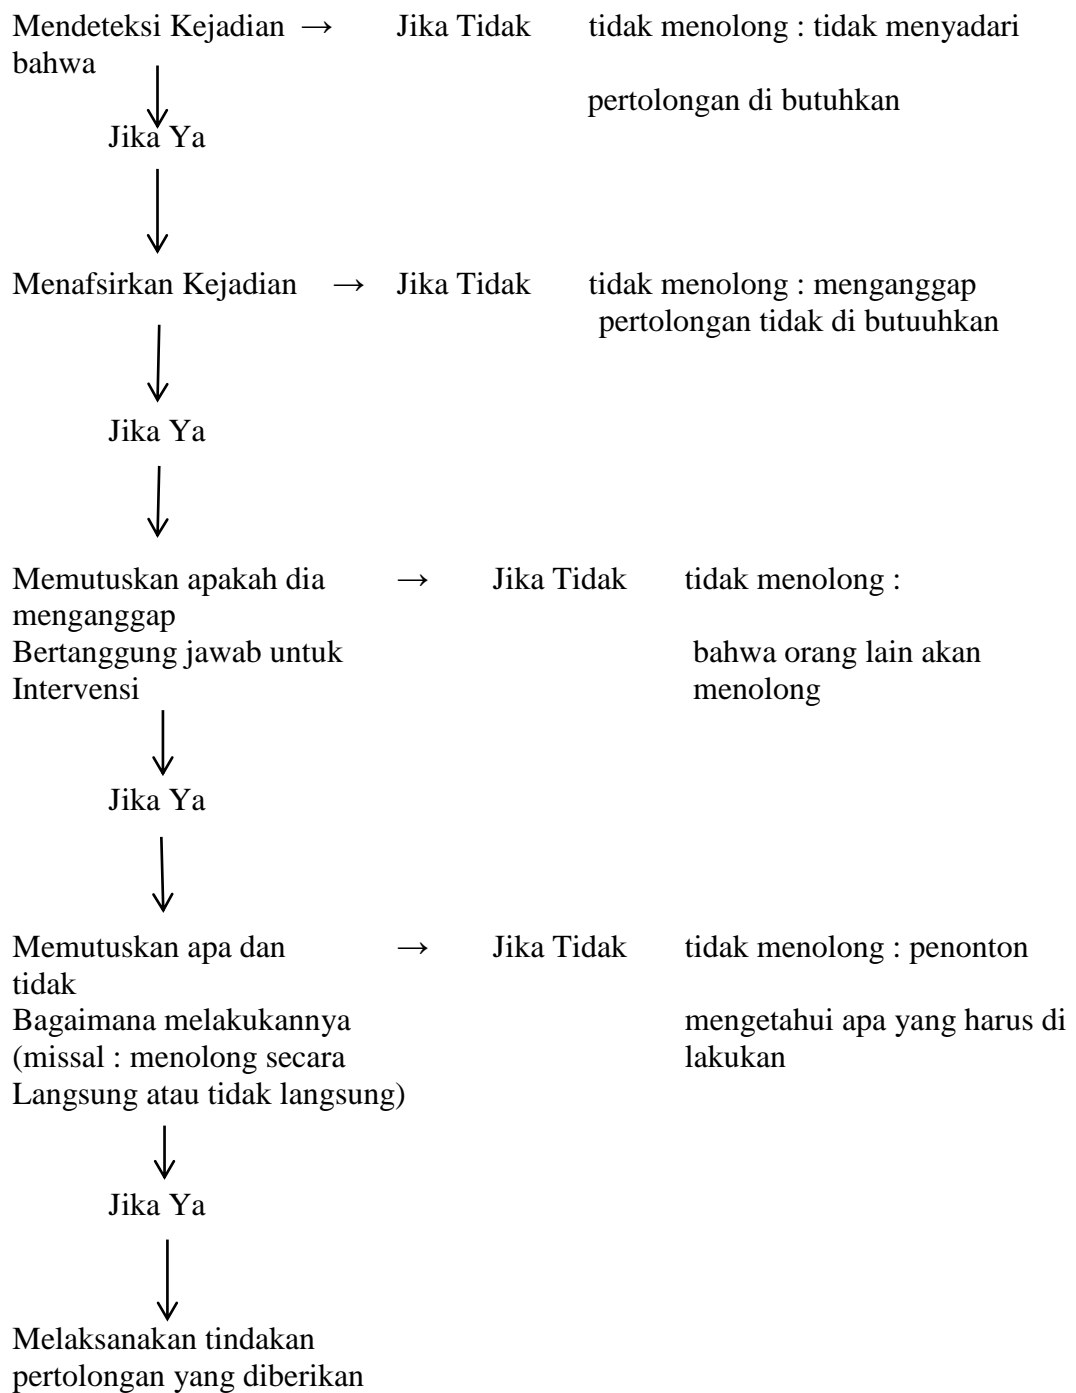 Mendeteksi Kejadian → Jika Tidak tidak menolong : tidak menyadari
bahwa
pertolongan di butuhkan
Jika Ya
Menafsirkan Kejadian → Jika Tidak tidak menolong : menganggap
pertolongan tidak di butuuhkan
Jika Ya
Memutuskan apakah dia → Jika Tidak tidak menolong :
menganggap
Bertanggung jawab untuk bahwa orang lain akan
Intervensi menolong
Jika Ya
Memutuskan apa dan → Jika Tidak tidak menolong : penonton
tidak
Bagaimana melakukannya mengetahui apa yang harus di
(missal : menolong secara lakukan
Langsung atau tidak langsung)
Jika Ya
Melaksanakan tindakan
pertolongan yang diberikan